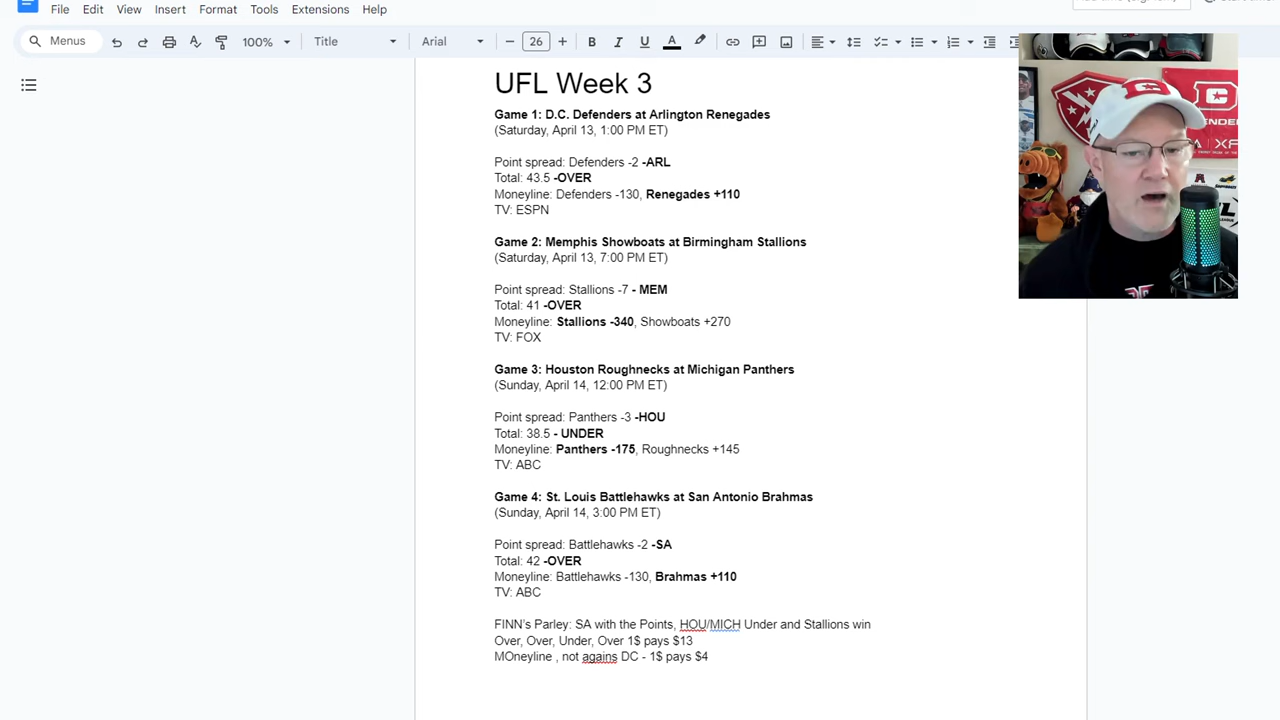 File Edit View Insert Format Tools Extensions Help
Menus 100% Title Arial 26 B I U A
UFL Week 3
Game 1: D.C. Defenders at Arlington Renegades
(Saturday, April 13, 1:00 PM ET)
Point spread: Defenders -2 -ARL
Total: 43.5 -OVER
Moneyline: Defenders -130, Renegades +110
TV: ESPN
Game 2: Memphis Showboats at Birmingham Stallions
(Saturday, April 13, 7:00 PM ET)
Point spread: Stallions -7 - MEM
Total: 41 -OVER
Moneyline: Stallions -340, Showboats +270
TV: FOX
Game 3: Houston Roughnecks at Michigan Panthers
(Sunday, April 14, 12:00 PM ET)
Point spread: Panthers -3 -HOU
Total: 38.5 - UNDER
Moneyline: Panthers -175, Roughnecks +145
TV: ABC
Game 4: St. Louis Battlehawks at San Antonio Brahmas
(Sunday, April 14, 3:00 PM ET)
Point spread: Battlehawks -2 -SA
Total: 42 -OVER
Moneyline: Battlehawks -130, Brahmas +110
TV: ABC
FINN's Parley: SA with the Points, HOU/MICH Under and Stallions win
Over, Over, Under, Over 1$ pays $13
MOneyline , not agains DC - 1$ pays $4